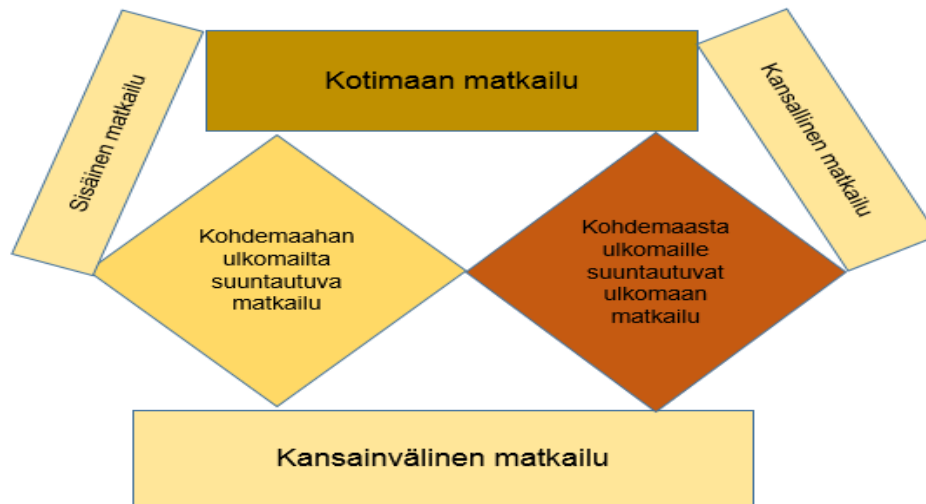 Kotimaan matkailu
Sisäinen matkailu
Kansallinen matkailu
Kohdemaahan
ulkomailta
suuntautuva
matkailu
Kohdemaasta
ulkomaille
suuntautuvat
ulkomaan
matkailu
Kansainvälinen matkailu